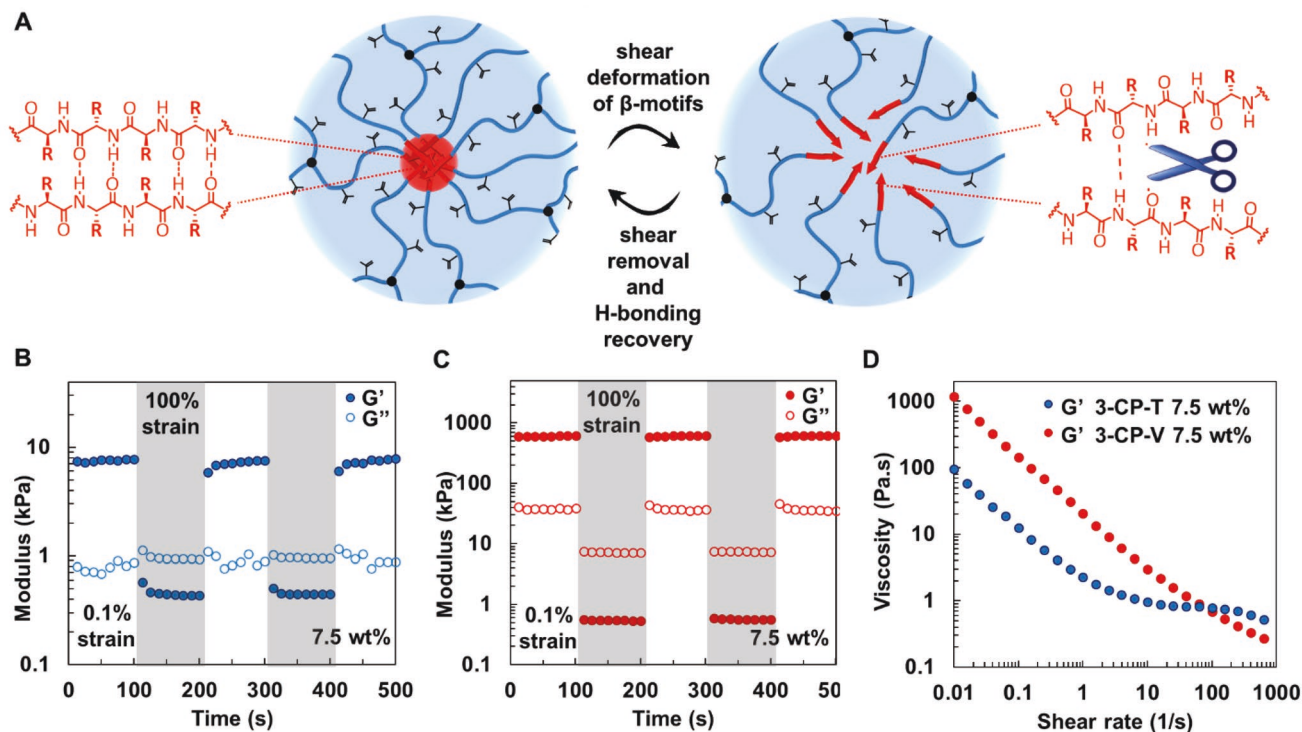 A
shear
deformation
of β-motifs
shear
removal
and
H-bonding
recovery
O H R O H R
N N
R O H R O H
H O R H O R
N N
H R O H R O
O H R O H R
N N
R O H R O H
R O R O
N N N N
H O R H O R
B
100%
strain
G’
G’’
0.1%
strain
7.5 wt%
Modulus (kPa)
10
1
0.1
0 100 200 300 400 500
Time (s)
C
100%
strain
G’
G’’
0.1%
strain
7.5 wt%
Modulus (kPa)
1000
100
10
1
0.1
0 100 200 300 400 500
Time (s)
D
G’ 3-CP-T 7.5 wt%
G’ 3-CP-V 7.5 wt%
Viscosity (Pa.s)
1000
100
10
1
0.1
0.01 0.1 1 10 100 1000
Shear rate (1/s)